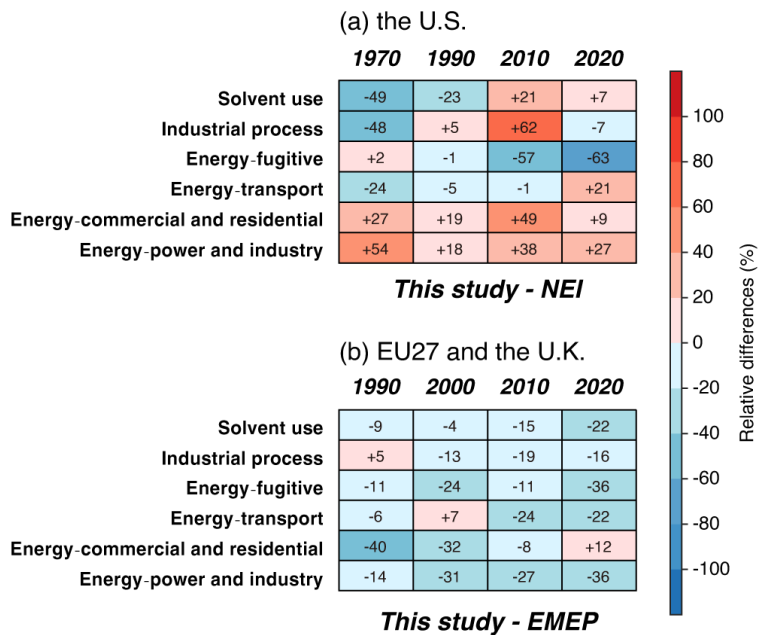 (a) the U.S.
1970 1990 2010 2020
Solvent use -49 -23 +21 +7
Industrial process -48 +5 +62 -7
Energy-fugitive +2 -1 -57 -63
Energy-transport -24 -5 -1 +21
Energy-commercial and residential +27 +19 +49 +9
Energy-power and industry +54 +18 +38 +27
This study - NEI
(b) EU27 and the U.K.
1990 2000 2010 2020
Solvent use -9 -4 -15 -22
Industrial process +5 -13 -19 -16
Energy-fugitive -11 -24 -11 -36
Energy-transport -6 +7 -24 -22
Energy-commercial and residential -40 -32 -8 +12
Energy-power and industry -14 -31 -27 -36
This study - EMEP
100
80
60
40
20
0
-20
-40
-60
-80
-100
Relative differences (%)